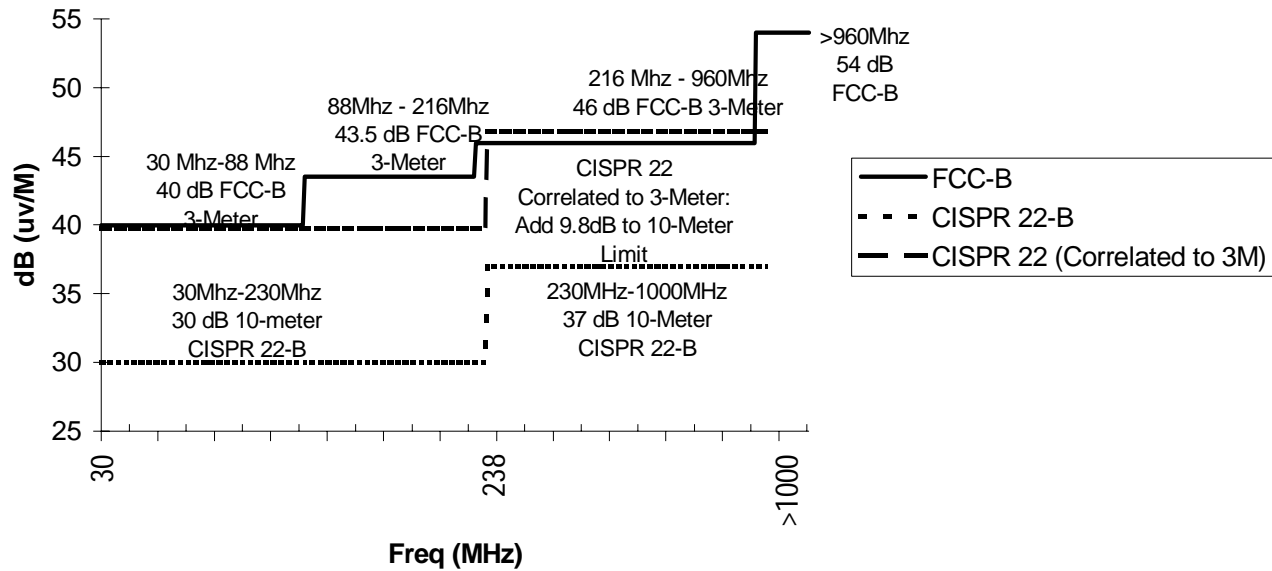 55
50
45
40
35
30
25
dB (uv/M)
30 Mhz-88 Mhz
40 dB FCC-B
3-Meter
88Mhz - 216Mhz
43.5 dB FCC-B
3-Meter
216 Mhz - 960Mhz
46 dB FCC-B 3-Meter
>960Mhz
54 dB
FCC-B
CISPR 22
Correlated to 3-Meter:
Add 9.8dB to 10-Meter
Limit
30Mhz-230Mhz
30 dB 10-meter
CISPR 22-B
230MHz-1000MHz
37 dB 10-Meter
CISPR 22-B
30
238
>1000
Freq (MHz)
FCC-B
CISPR 22-B
CISPR 22 (Correlated to 3M)